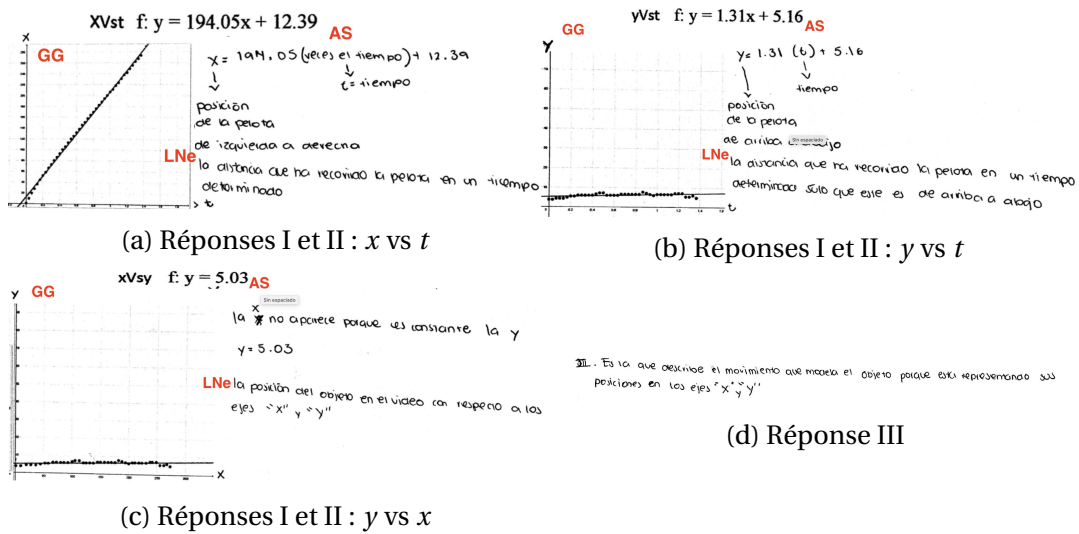 XVst f: y = 194.05x + 12.39
GG
AS
X
x = 194.05 (veces el tiempo) + 12.39
t = tiempo
posición
de la pelota
de izquierda a derecha
LNe
la distancia que ha recorrido la pelota en un tiempo
determinado
t
(a) Réponses I et II : x vs t
yVst f: y = 1.31x + 5.16
GG
AS
Y
y = 1.31 (t) + 5.16
tiempo
posición
de la pelota
de arriba
Sin espaciado
LNe
la distancia que ha recorrido la pelota en un tiempo
determinado solo que este es de arriba a abajo
t
(b) Réponses I et II : y vs t
xVsy f: y = 5.03
GG
AS
Sin espaciado
Y
x
la no aparece porque es constante la y
y = 5.03
LNe
la posición del objeto en el video con respecto a los
ejes "x" y "y"
X
(c) Réponses I et II : y vs x
III. Es la que describe el movimiento que modela el objeto porque esta representando sus
posiciones en los ejes "x" y "y"
(d) Réponse III